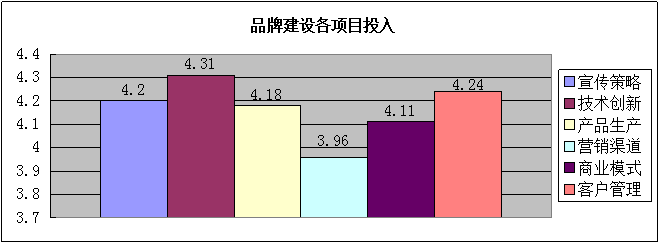 品牌建设各项目投入
4.4
4.3
4.2
4.1
4
3.9
3.8
3.7
4.2
4.31
4.18
3.96
4.11
4.24
宣传策略
技术创新
产品生产
营销渠道
商业模式
客户管理